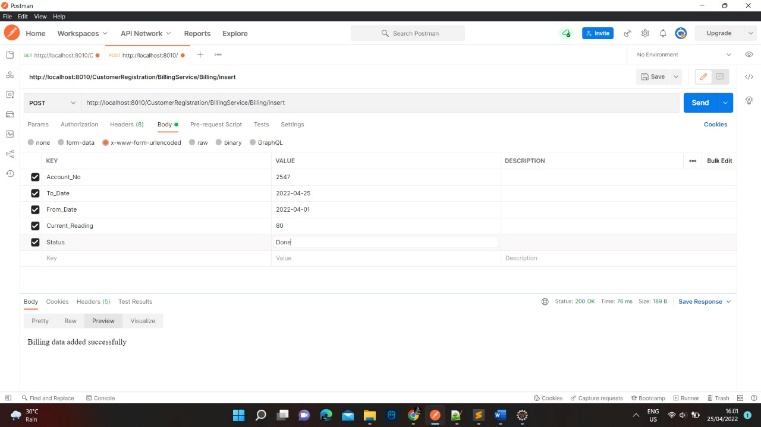 Postman
File Edit View Help
Home Workspaces API Network Reports Explore Search Postman Invite Upgrade
GET http://localhost:8010/C POST http://localhost:8010/ No Environment
http://localhost:8010/CustomerRegistration/BillingService/Billing/insert Save
POST http://localhost:8010/CustomerRegistration/BillingService/Billing/insert Send
Params Authorization Headers (8) Body Pre-request Script Tests Settings Cookies
none form-data x-www-form-urlencoded raw binary GraphQL
KEY VALUE DESCRIPTION Bulk Edit
Account_No 2547
To_Date 2022-04-25
From_Date 2022-04-01
Current_Reading 80
Status Done
Key Value Description
Body Cookies Headers (5) Test Results Status: 200 OK Time: 76 ms Size: 189 B Save Response
Pretty Raw Preview Visualize
Billing data added successfully
Find and Replace Console Cookies Capture requests Bootcamp Runner Trash
30°C ENG 16:01
Rain US 25/04/2022